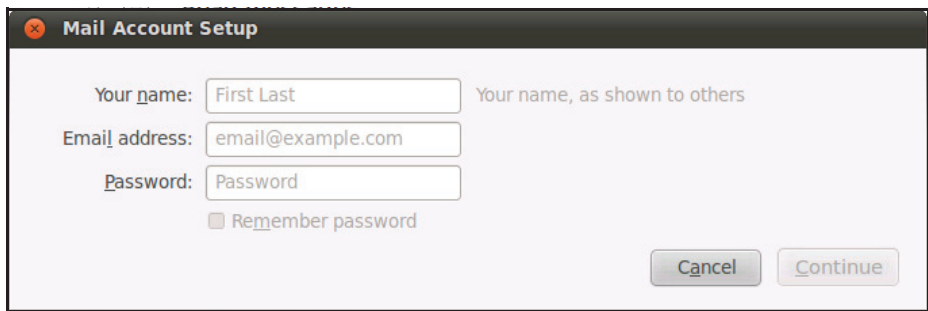 Mail Account Setup
Your name: First Last Your name, as shown to others
Email address: email@example.com
Password: Password
Remember password
Cancel Continue